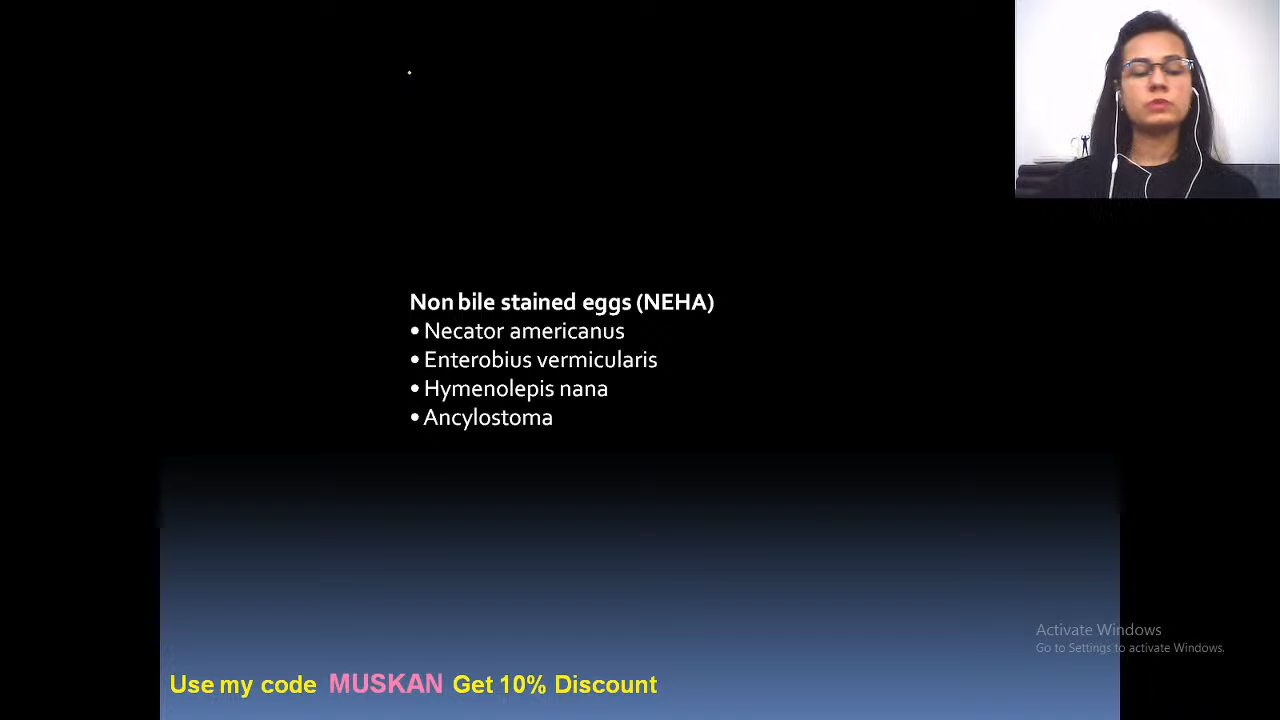 Non bile stained eggs (NEHA)
• Necator americanus
• Enterobius vermicularis
• Hymenolepis nana
• Ancylostoma
Activate Windows
Go to Settings to activate Windows.
Use my code MUSKAN Get 10% Discount